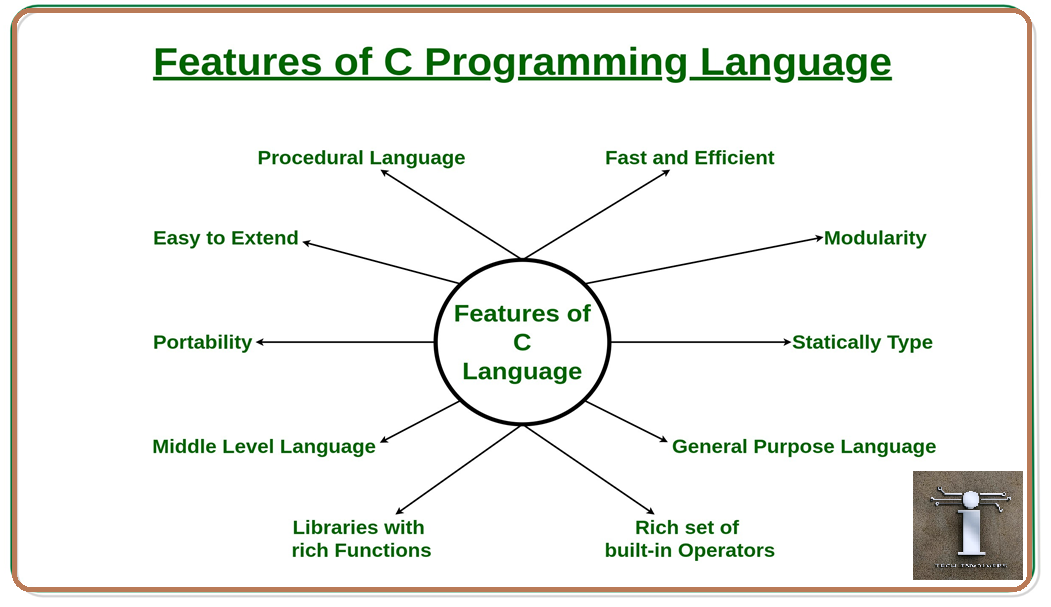 Features of C Programming Language
Procedural Language
Fast and Efficient
Easy to Extend
Modularity
Features of
C
Language
Portability
Statically Type
Middle Level Language
General Purpose Language
Libraries with
rich Functions
Rich set of
built-in Operators